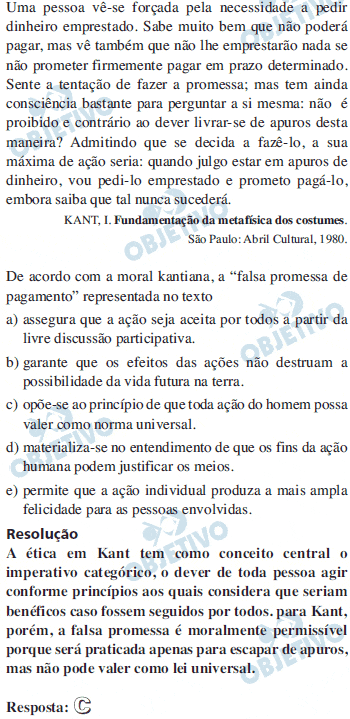 Uma pessoa vê-se forçada pela necessidade a pedir
dinheiro emprestado. Sabe muito bem que não poderá
pagar, mas vê também que não lhe emprestarão nada se
não prometer firmemente pagar em prazo determinado.
Sente a tentação de fazer a promessa; mas tem ainda
consciência bastante para perguntar a si mesma: não é
proibido e contrário ao dever livrar-se de apuros desta
maneira? Admitindo que se decida a fazê-lo, a sua
máxima de ação seria: quando julgo estar em apuros de
dinheiro, vou pedi-lo emprestado e prometo pagá-lo,
embora saiba que tal nunca sucederá.
KANT, I. Fundamentação da metafísica dos costumes.
São Paulo: Abril Cultural, 1980.
De acordo com a moral kantiana, a “falsa promessa de
pagamento” representada no texto
a) assegura que a ação seja aceita por todos a partir da
livre discussão participativa.
b) garante que os efeitos das ações não destruam a
possibilidade da vida futura na terra.
c) opõe-se ao princípio de que toda ação do homem possa
valer como norma universal.
d) materializa-se no entendimento de que os fins da ação
humana podem justificar os meios.
e) permite que a ação individual produza a mais ampla
felicidade para as pessoas envolvidas.
Resolução
A ética em Kant tem como conceito central o
imperativo categórico, o dever de toda pessoa agir
conforme princípios aos quais considera que seriam
benéficos caso fossem seguidos por todos. para Kant,
porém, a falsa promessa é moralmente permissível
porque será praticada apenas para escapar de apuros,
mas não pode valer como lei universal.
Resposta: C
OBJETIVO
OBJETIVO
OBJETIVO
OBJETIVO
OBJETIVO
OBJETIVO
OBJETIVO